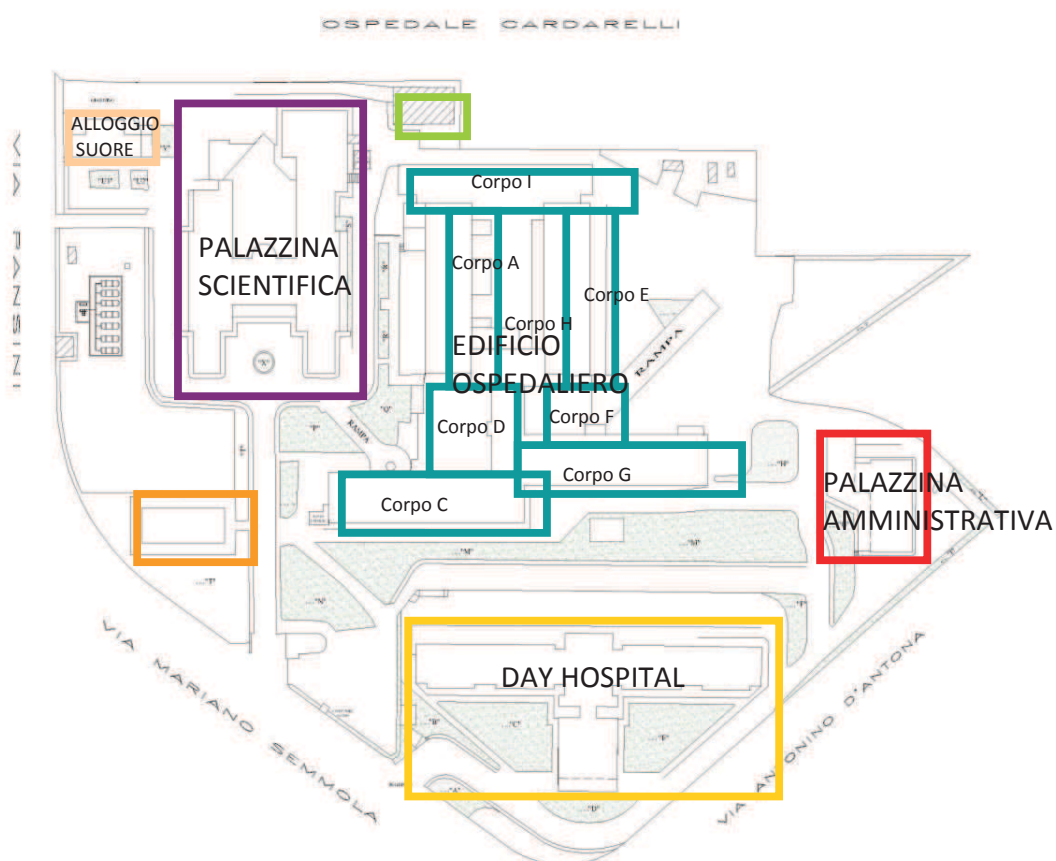 OSPEDALE CARDARELLI
ALLOGGIO
SUORE
VIA PANSINI
PALAZZINA
SCIENTIFICA
"X"
Corpo I
Corpo A
Corpo E
Corpo H
EDIFICIO
OSPEDALIERO
RAMPA
Corpo D
Corpo F
RAMPA
Corpo G
Corpo C
PALAZZINA
AMMINISTRATIVA
"M"
"M"
"N"
DAY HOSPITAL
"C"
VIA MARIANO SEMMOLA
VIA ANTONINO D'ANTONA